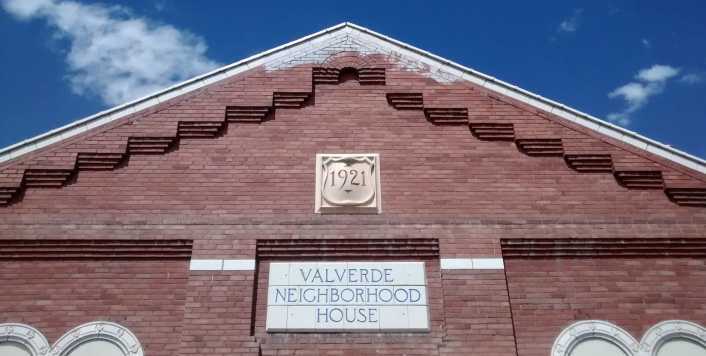 1921
VALVERDE
NEIGHBORHOOD
HOUSE